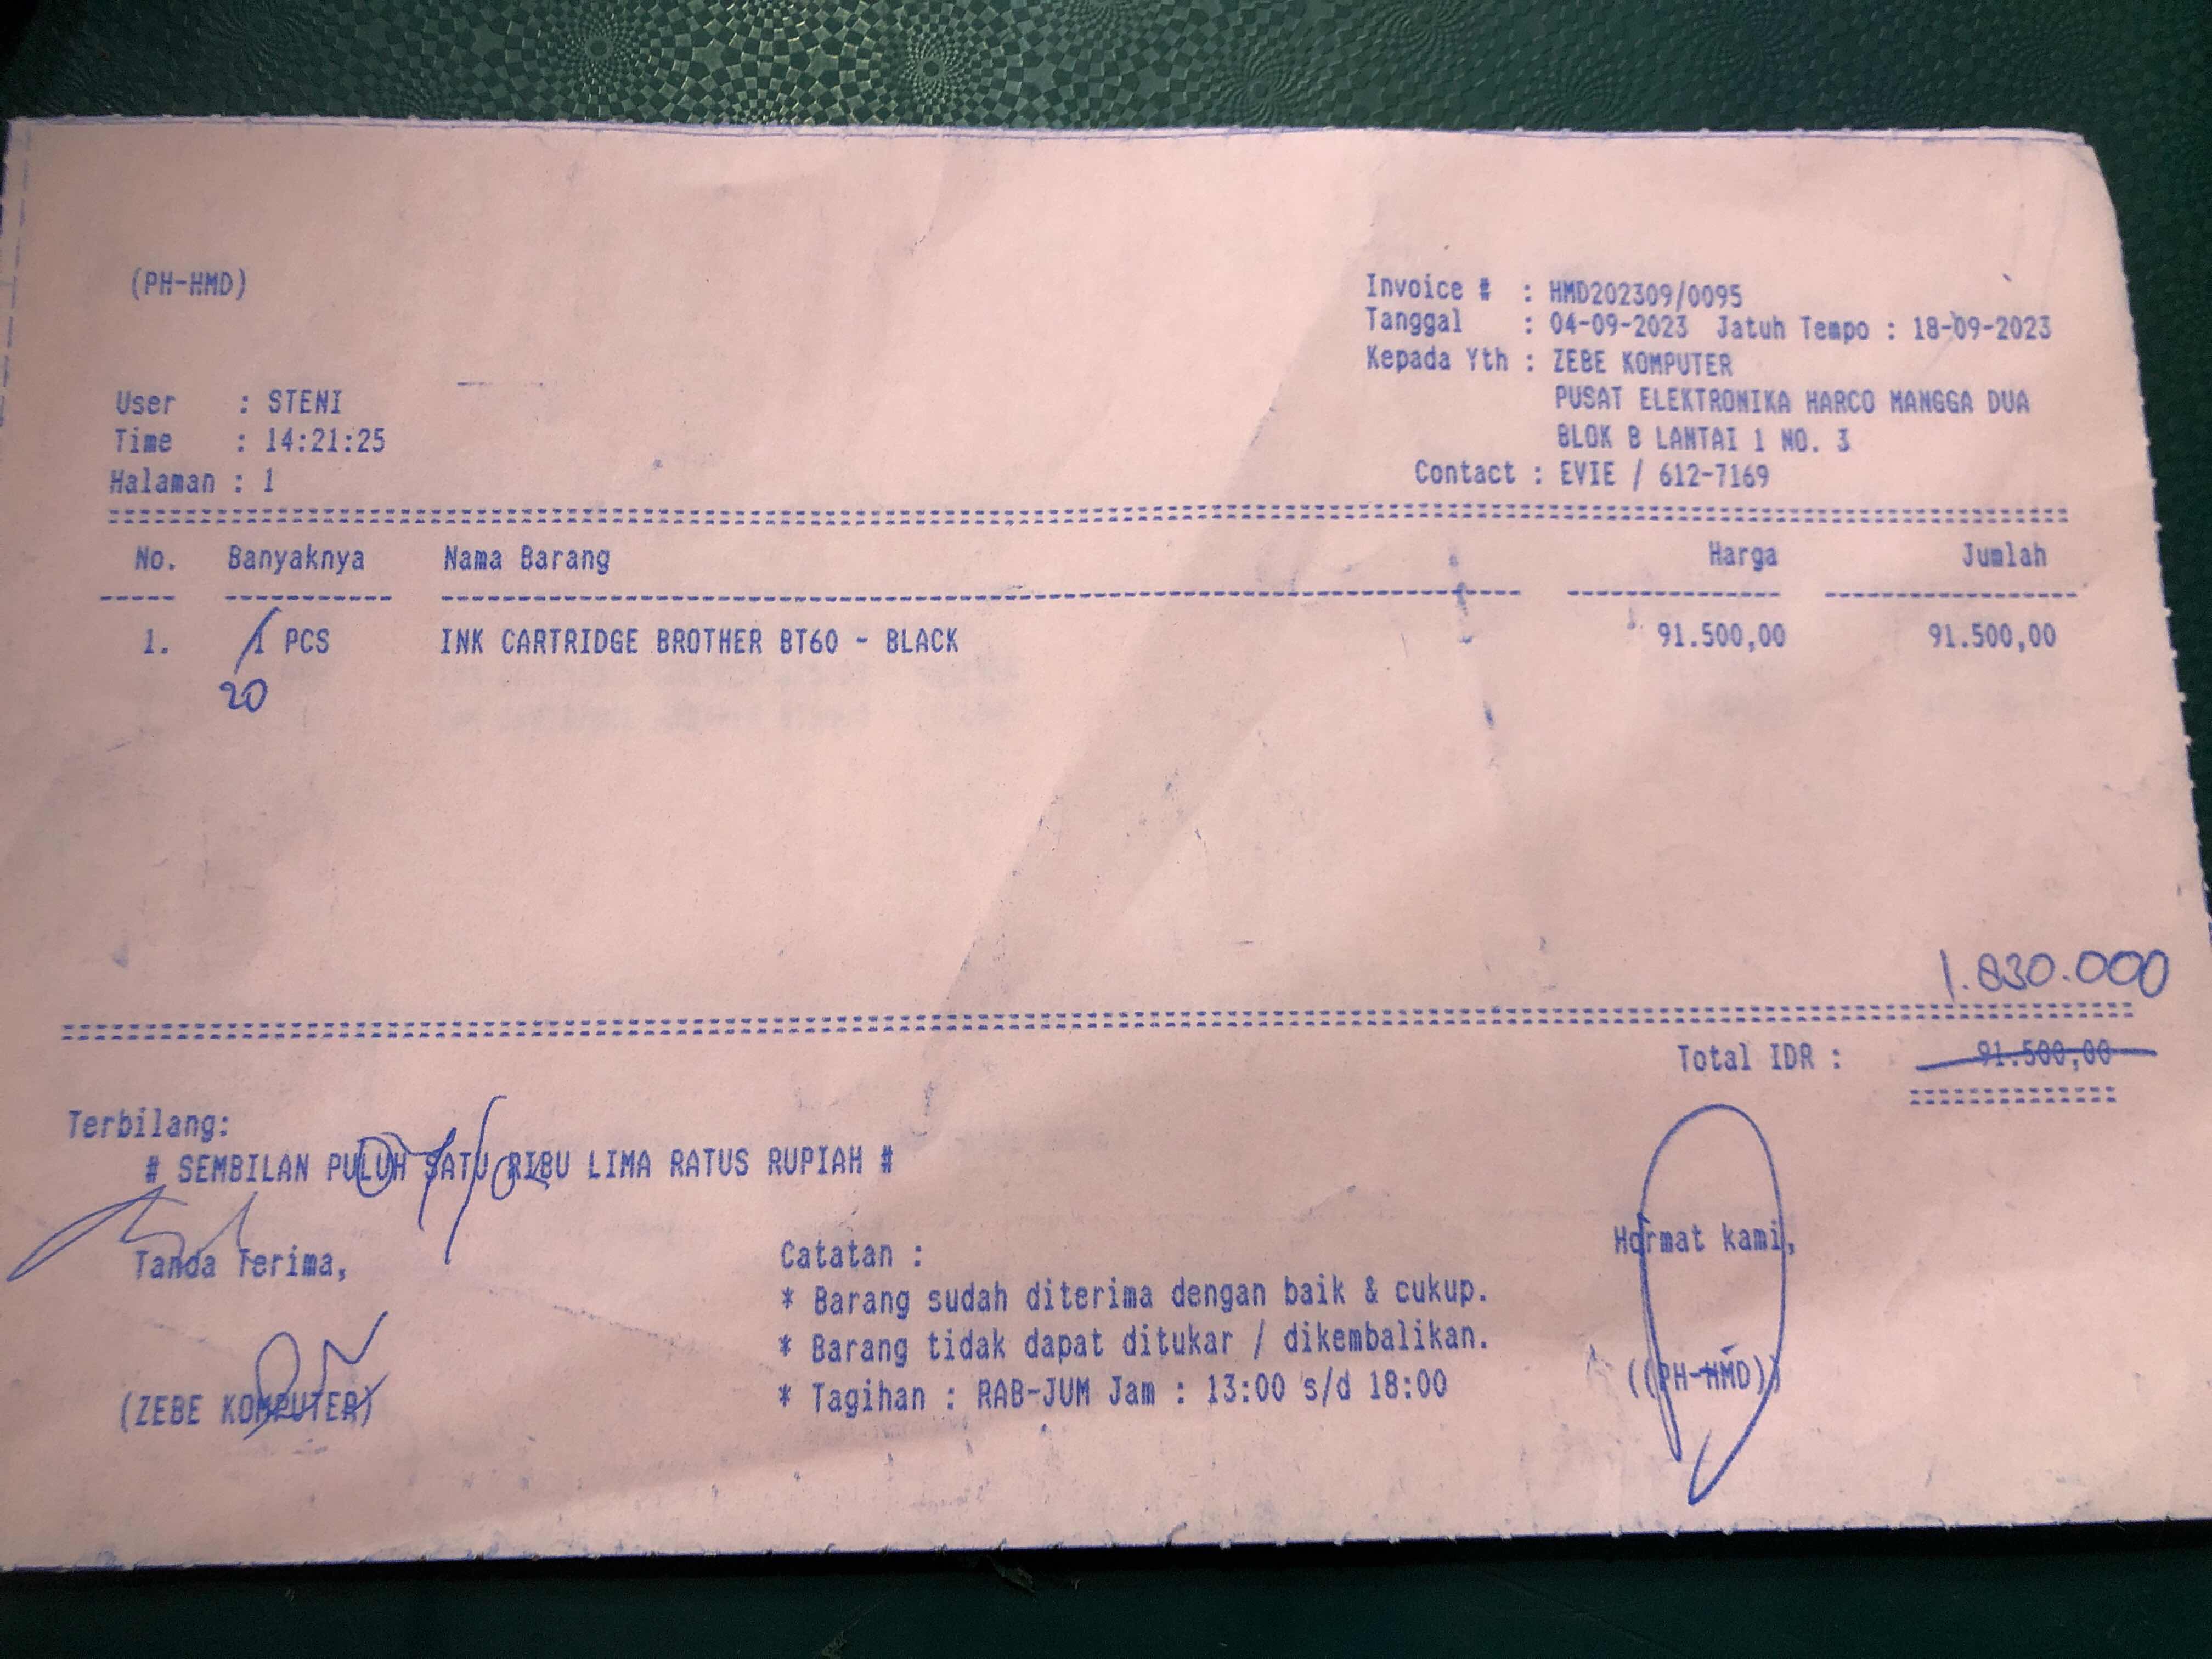 (PH-HMD)
Invoice # : HMD202309/0095
Tanggal : 04-09-2023 Jatuh Tempo : 18-09-2023
Kepada Yth : ZEBE KOMPUTER
PUSAT ELEKTRONIKA HARCO MANGGA DUA
BLOK B LANTAI 1 NO. 3
Contact : EVIE / 612-7169
User : STENI
Time : 14:21:25
Halaman : 1
No. Banyaknya Nama Barang Harga Jumlah
1. 1 PCS INK CARTRIDGE BROTHER BT60 - BLACK 91.500,00 91.500,00
20
1.830.000
Total IDR : 91.500,00
Terbilang:
# SEMBILAN PULUH SATU RIBU LIMA RATUS RUPIAH #
Tanda Terima,
(ZEBE KOMPUTER)
Catatan :
* Barang sudah diterima dengan baik & cukup.
* Barang tidak dapat ditukar / dikembalikan.
* Tagihan : RAB-JUM Jam : 13:00 s/d 18:00
Hormat kami,
((PH-HMD))